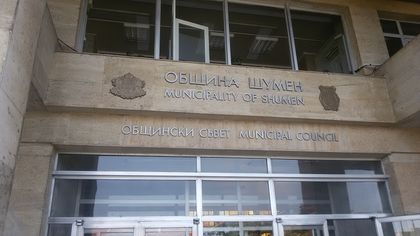 ОБЩИНА ШУМЕН
MUNICIPALITY OF SHUMEN
ОБЩИНСКИ СЪВЕТ MUNICIPAL COUNCIL